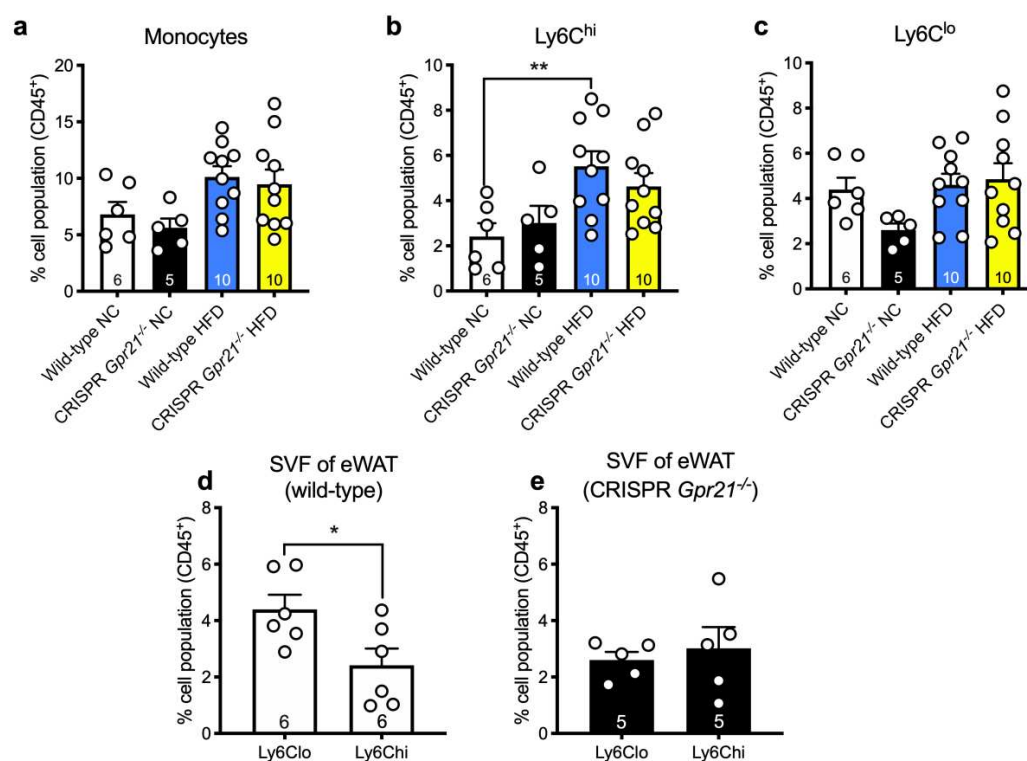 a
Monocytes
% cell population (CD45⁺)
20
15
10
5
0
6
5
10
10
Wild-type NC
CRISPR Gpr21⁻/⁻ NC
Wild-type HFD
CRISPR Gpr21⁻/⁻ HFD
b
Ly6Cʰⁱ
% cell population (CD45⁺)
10
8
6
4
2
0
**
6
5
10
10
Wild-type NC
CRISPR Gpr21⁻/⁻ NC
Wild-type HFD
CRISPR Gpr21⁻/⁻ HFD
c
Ly6Cˡᵒ
% cell population (CD45⁺)
10
8
6
4
2
0
6
5
10
10
Wild-type NC
CRISPR Gpr21⁻/⁻ NC
Wild-type HFD
CRISPR Gpr21⁻/⁻ HFD
d
SVF of eWAT
(wild-type)
% cell population (CD45⁺)
8
6
4
2
0
*
6
6
Ly6Clo
Ly6Chi
e
SVF of eWAT
(CRISPR Gpr21⁻/⁻)
% cell population (CD45⁺)
8
6
4
2
0
5
5
Ly6Clo
Ly6Chi